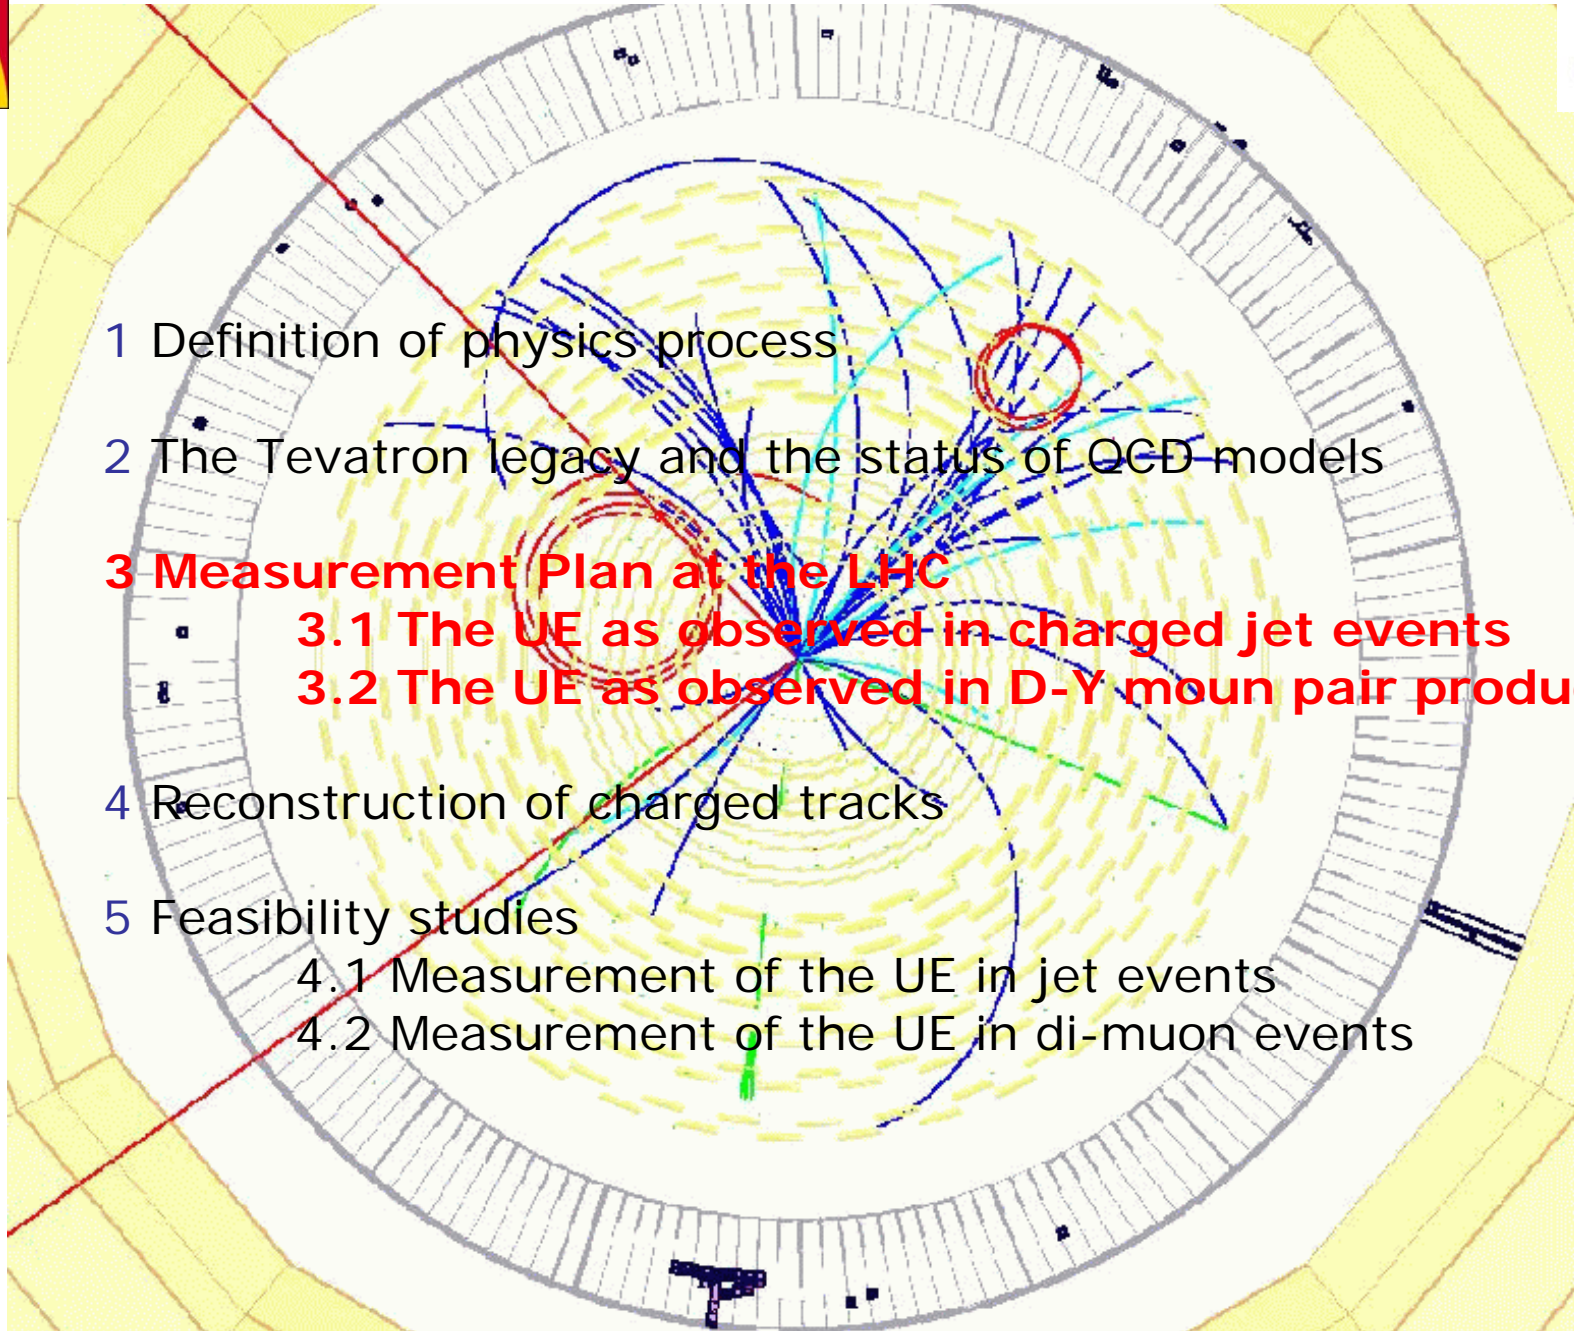 1 Definition of physics process
2 The Tevatron legacy and the status of QCD models
3 Measurement Plan at the LHC
3.1 The UE as observed in charged jet events
3.2 The UE as observed in D-Y moun pair produ
4 Reconstruction of charged tracks
5 Feasibility studies
4.1 Measurement of the UE in jet events
4.2 Measurement of the UE in di-muon events